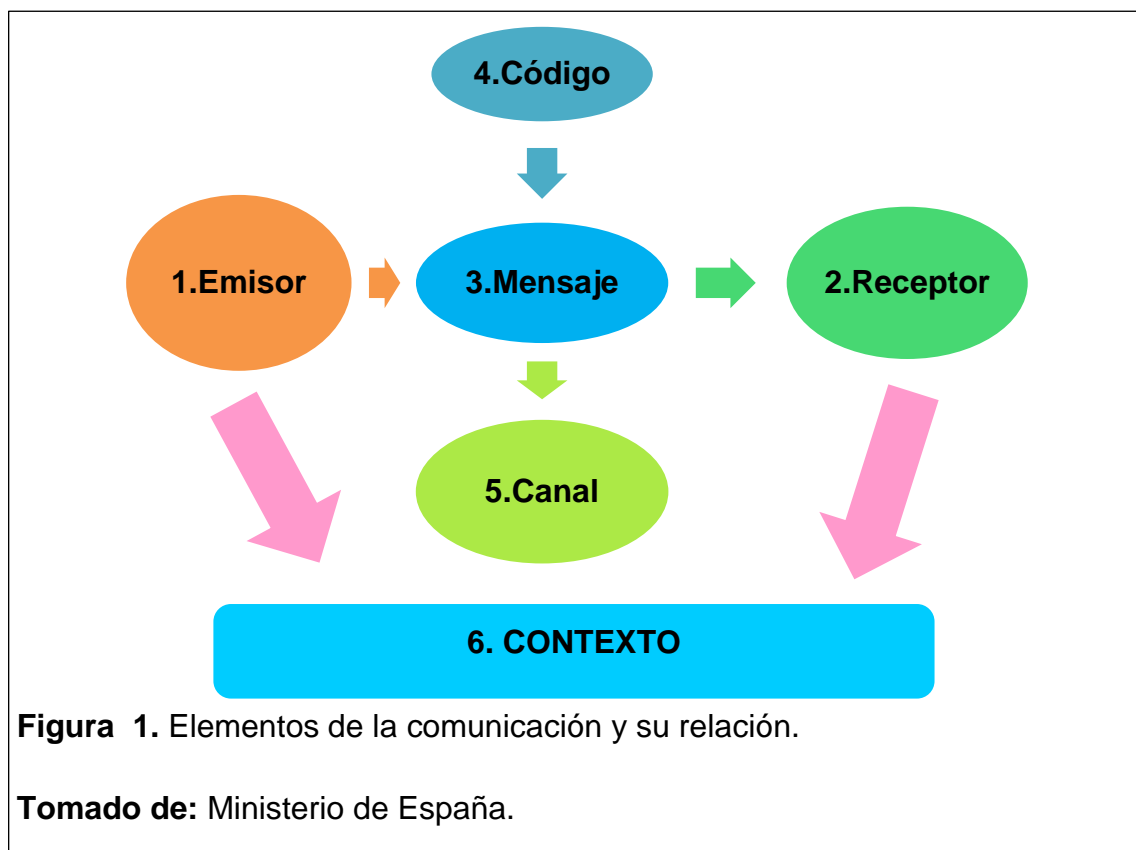 4.Código
1.Emisor
3.Mensaje
2.Receptor
5.Canal
6. CONTEXTO
Figura 1. Elementos de la comunicación y su relación.
Tomado de: Ministerio de España.